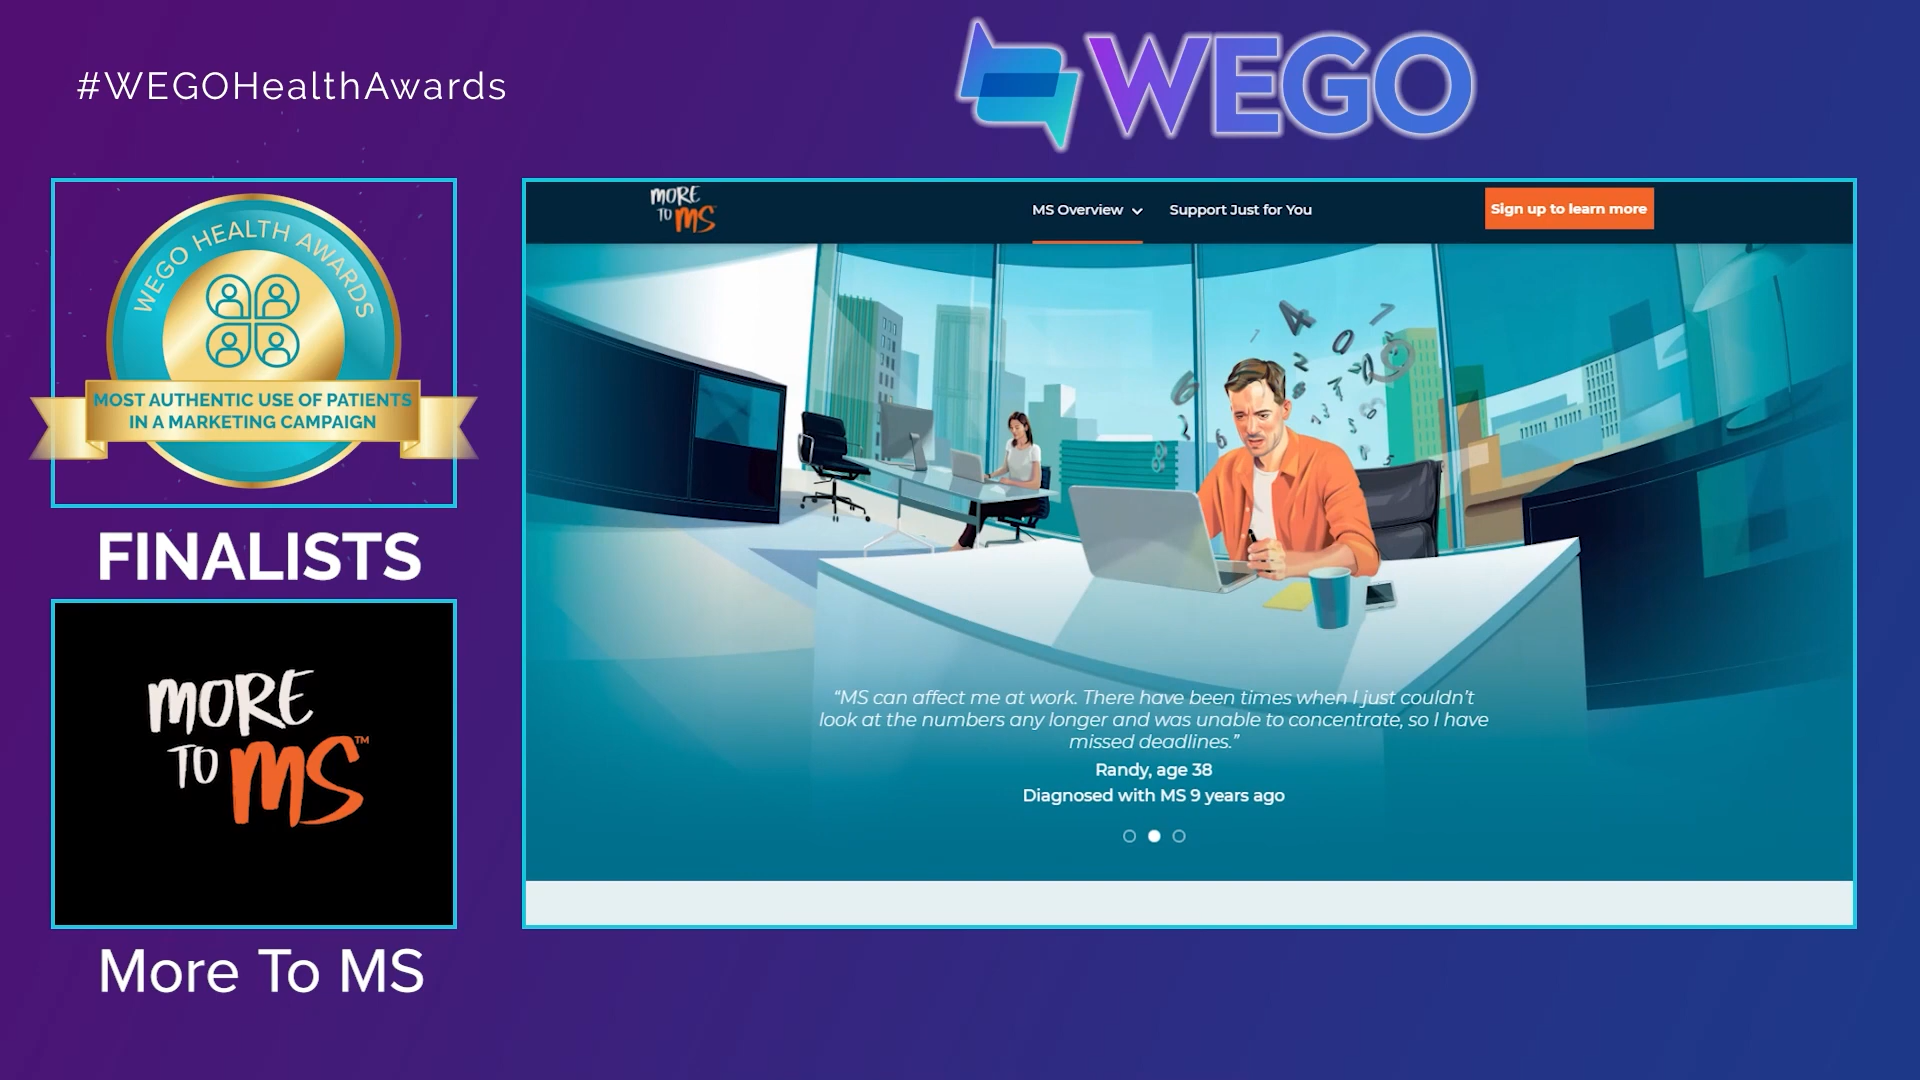 #WEGOHealthAwards
WEGO
WEGO HEALTH AWARDS
MOST AUTHENTIC USE OF PATIENTS
IN A MARKETING CAMPAIGN
FINALISTS
MORE
TO MS™
More To MS
MORE
TO MS
MS Overview
Support Just for You
Sign up to learn more
“MS can affect me at work. There have been times when I just couldn’t
look at the numbers any longer and was unable to concentrate, so I have
missed deadlines.”
Randy, age 38
Diagnosed with MS 9 years ago